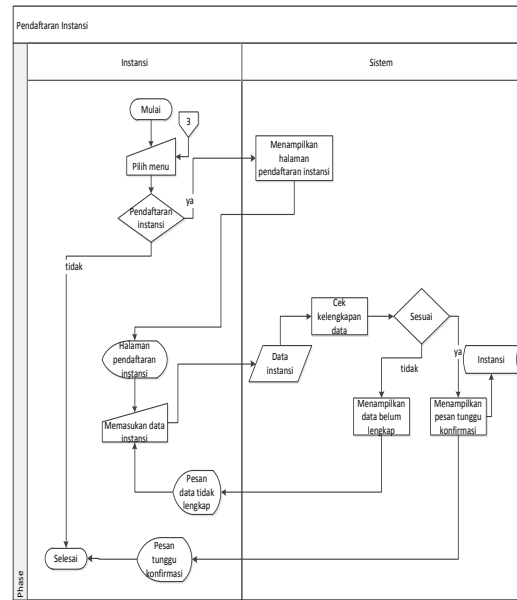 Pendaftaran Instansi
Instansi
Sistem
Phase
Mulai
3
Pilih menu
Menampilkan
halaman
pendaftaran instansi
Pendaftaran
instansi
ya
tidak
Halaman
pendaftaran
instansi
Memasukan data
instansi
Data
instansi
Cek
kelengkapan
data
Sesuai
tidak
ya
Instansi
Menampilkan
data belum
lengkap
Menampilkan
pesan tunggu
konfirmasi
Pesan
data tidak
lengkap
Pesan
tunggu
konfirmasi
Selesai